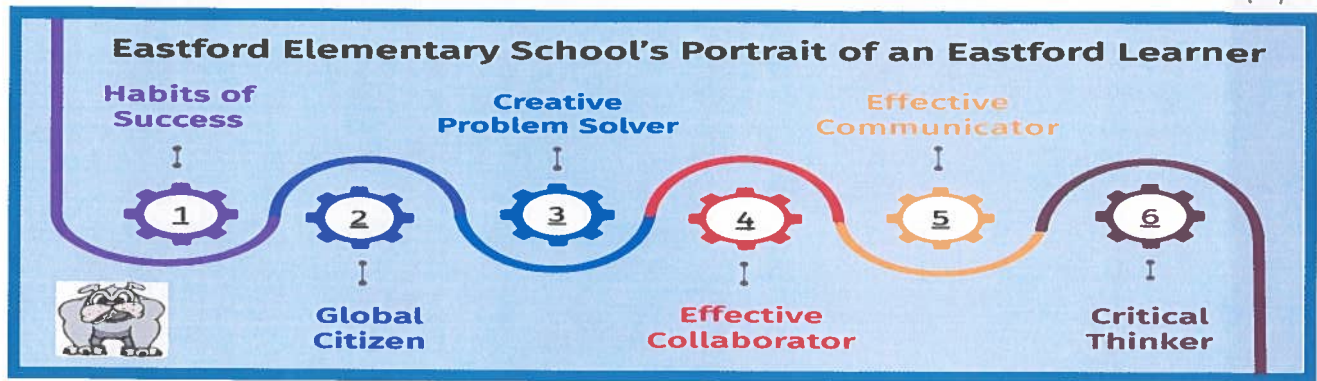 Eastford Elementary School's Portrait of an Eastford Learner
Habits of
Success
1
2
Global
Citizen
Creative
Problem Solver
3
4
Effective
Collaborator
Effective
Communicator
5
6
Critical
Thinker